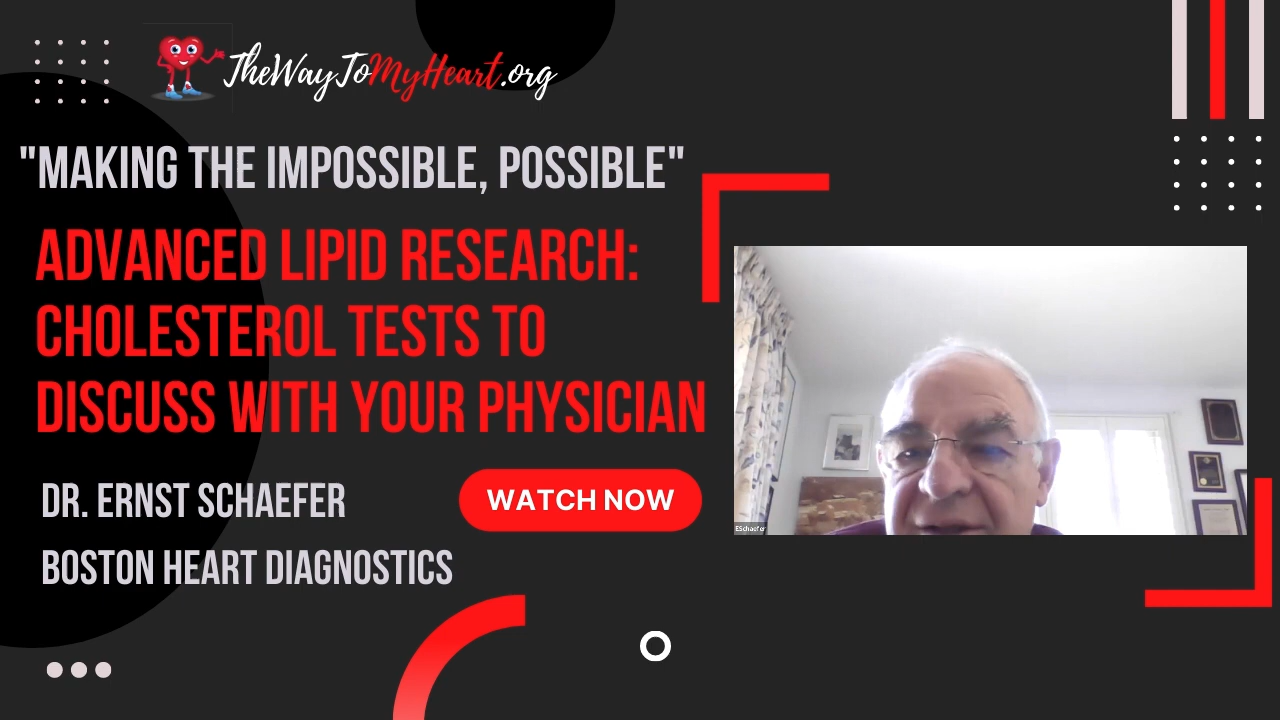 TheWayToMyHeart.org
"MAKING THE IMPOSSIBLE, POSSIBLE"
ADVANCED LIPID RESEARCH:
CHOLESTEROL TESTS TO
DISCUSS WITH YOUR PHYSICIAN
DR. ERNST SCHAEFER
WATCH NOW
BOSTON HEART DIAGNOSTICS
ESchaefer